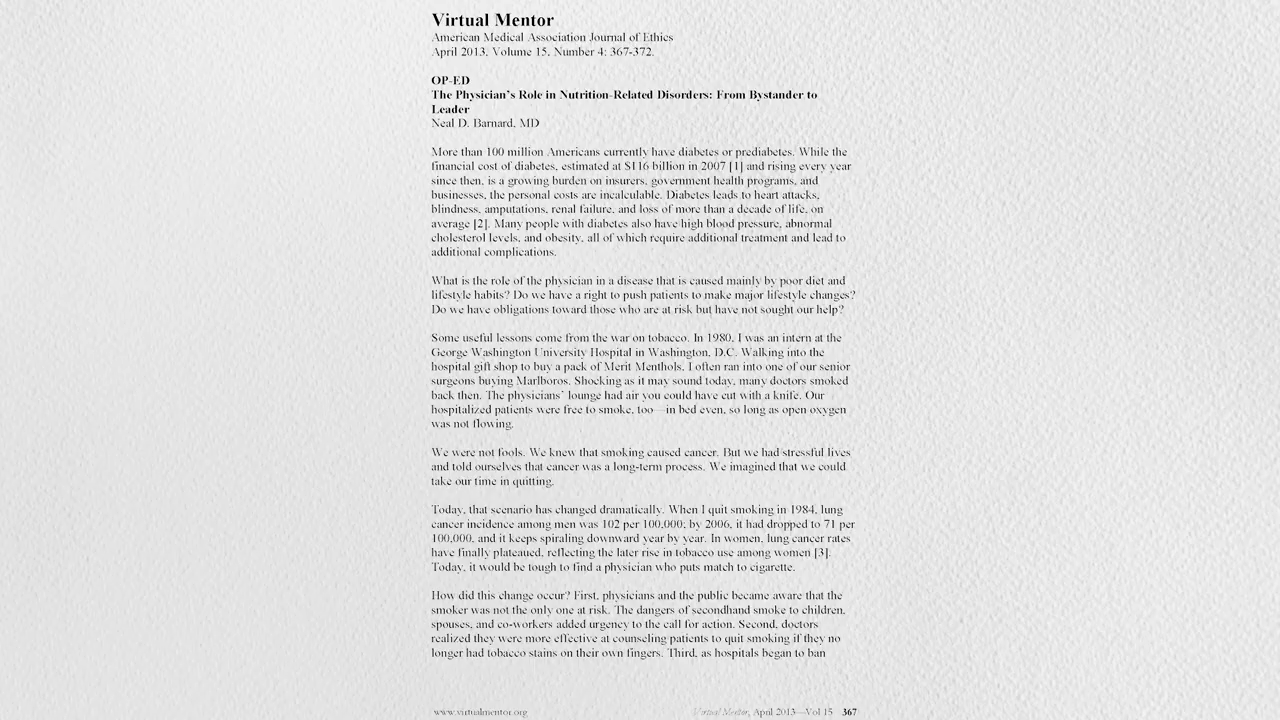 Virtual Mentor
American Medical Association Journal of Ethics
April 2013, Volume 15, Number 4: 367-372.
OP-ED
The Physician's Role in Nutrition-Related Disorders: From Bystander to
Leader
Neal D. Barnard, MD
More than 100 million Americans currently have diabetes or prediabetes. While the
financial cost of diabetes, estimated at $116 billion in 2007 [1] and rising every year
since then, is a growing burden on insurers, government health programs, and
businesses, the personal costs are incalculable. Diabetes leads to heart attacks,
blindness, amputations, renal failure, and loss of more than a decade of life, on
average [2]. Many people with diabetes also have high blood pressure, abnormal
cholesterol levels, and obesity, all of which require additional treatment and lead to
additional complications.
What is the role of the physician in a disease that is caused mainly by poor diet and
lifestyle habits? Do we have a right to push patients to make major lifestyle changes?
Do we have obligations toward those who are at risk but have not sought our help?
Some useful lessons come from the war on tobacco. In 1980, I was an intern at the
George Washington University Hospital in Washington, D.C. Walking into the
hospital gift shop to buy a pack of Merit Menthols, I often ran into one of our senior
surgeons buying Marlboros. Shocking as it may sound today, many doctors smoked
back then. The physicians' lounge had air you could have cut with a knife. Our
hospitalized patients were free to smoke, too—in bed even, so long as open oxygen
was not flowing.
We were not fools. We knew that smoking caused cancer. But we had stressful lives
and told ourselves that cancer was a long-term process. We imagined that we could
take our time in quitting.
Today, that scenario has changed dramatically. When I quit smoking in 1984, lung
cancer incidence among men was 102 per 100,000; by 2006, it had dropped to 71 per
100,000, and it keeps spiraling downward year by year. In women, lung cancer rates
have finally plateaued, reflecting the later rise in tobacco use among women [3].
Today, it would be tough to find a physician who puts match to cigarette.
How did this change occur? First, physicians and the public became aware that the
smoker was not the only one at risk. The dangers of secondhand smoke to children,
spouses, and co-workers added urgency to the call for action. Second, doctors
realized they were more effective at counseling patients to quit smoking if they no
longer had tobacco stains on their own fingers. Third, as hospitals began to ban
www.virtualmentor.org Virtual Mentor, April 2013—Vol 15 367